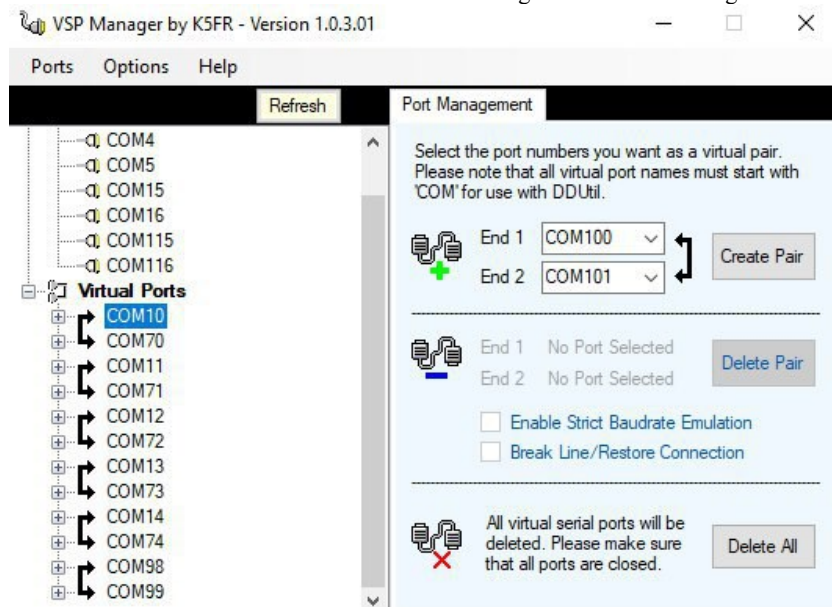 VSP Manager by K5FR - Version 1.0.3.01
Ports Options Help
Refresh
COM4
COM5
COM15
COM16
COM115
COM116
Virtual Ports
COM10
COM70
COM11
COM71
COM12
COM72
COM13
COM73
COM14
COM74
COM98
COM99
Port Management
Select the port numbers you want as a virtual pair.
Please note that all virtual port names must start with
'COM' for use with DDUtil.
End 1 COM100
End 2 COM101
Create Pair
End 1 No Port Selected
End 2 No Port Selected
Delete Pair
Enable Strict Baudrate Emulation
Break Line/Restore Connection
All virtual serial ports will be
deleted. Please make sure
that all ports are closed.
Delete All